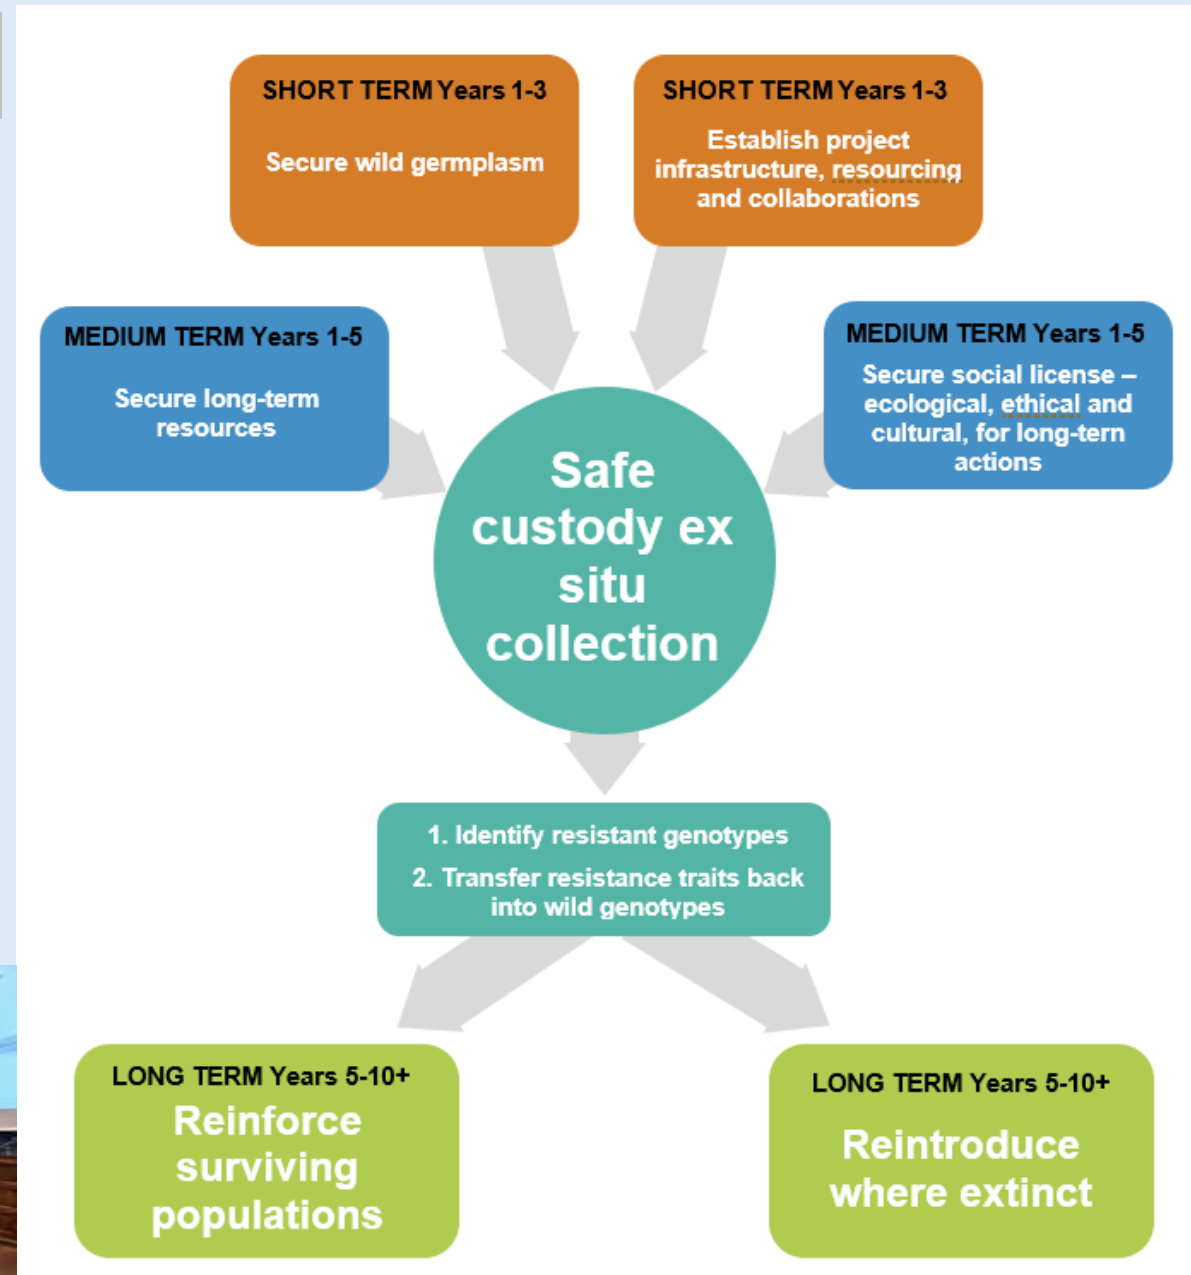 SHORT TERM Years 1-3
Secure wild germplasm
SHORT TERM Years 1-3
Establish project
infrastructure, resourcing
and collaborations
MEDIUM TERM Years 1-5
Secure long-term
resources
MEDIUM TERM Years 1-5
Secure social license –
ecological, ethical and
cultural, for long-tern
actions
Safe
custody ex
situ
collection
1. Identify resistant genotypes
2. Transfer resistance traits back
into wild genotypes
LONG TERM Years 5-10+
Reinforce
surviving
populations
LONG TERM Years 5-10+
Reintroduce
where extinct